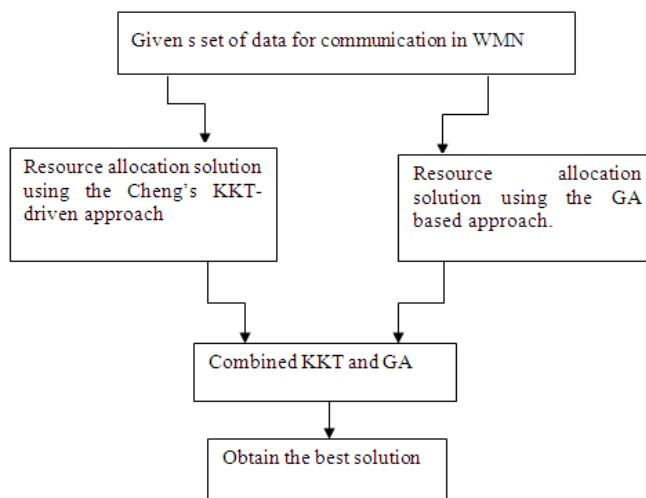 Given s set of data for communication in WMN
Resource allocation solution
using the Cheng's KKT-
driven approach
Resource allocation
solution using the GA
based approach.
Combined KKT and GA
Obtain the best solution